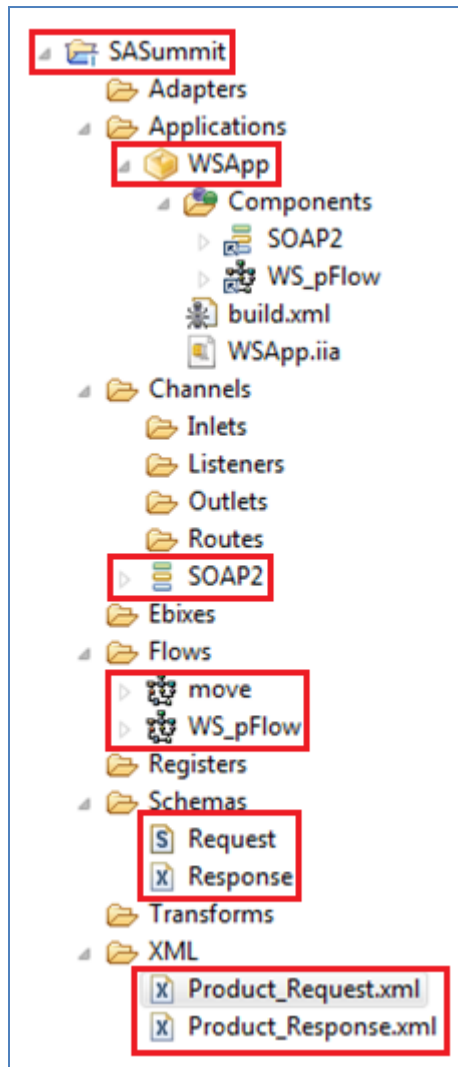 SASummit
Adapters
Applications
WSApp
Components
SOAP2
WS_pFlow
build.xml
WSApp.iia
Channels
Inlets
Listeners
Outlets
Routes
SOAP2
Ebixes
Flows
move
WS_pFlow
Registers
Schemas
S Request
X Response
Transforms
XML
X Product_Request.xml
X Product_Response.xml